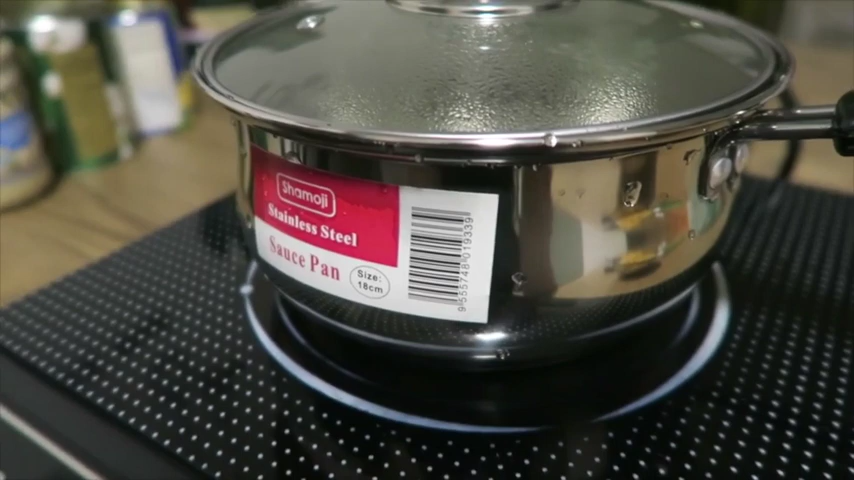 Shamoji
Stainless Steel
Sauce Pan
Size:
18cm
9555748019339